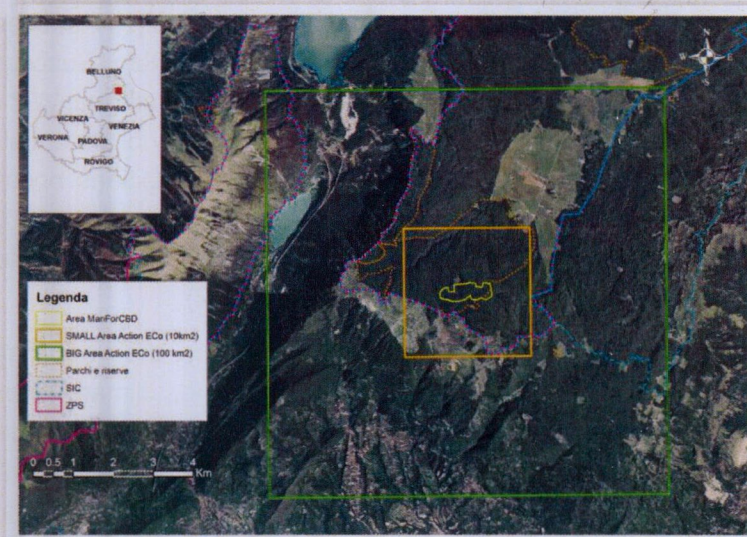 BELLUNO
TREVISO
VICENZA
VENEZIA
VERONA
PADOVA
ROVIGO
N
W E
S
Legenda
Area ManForCBD
SMALL Area Action ECo (10km2)
BIG Area Action ECo (100 km2)
Parchi e riserve
SIC
ZPS
0 0.5 1 2 3 4
Km